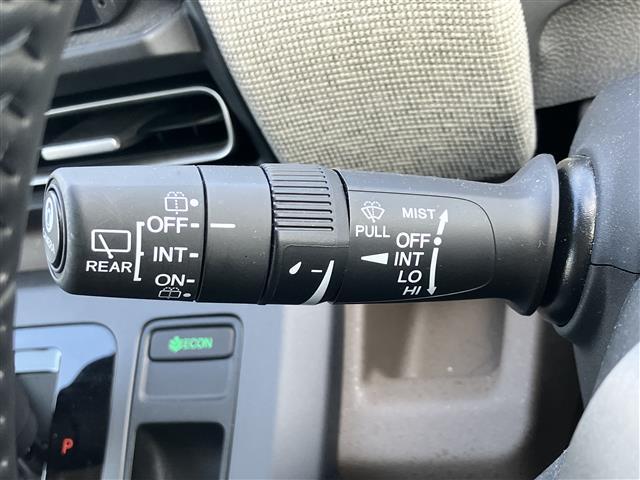 OFF
INT
ON
REAR
PULL
MIST
OFF
INT
LO
HI
ECON
P